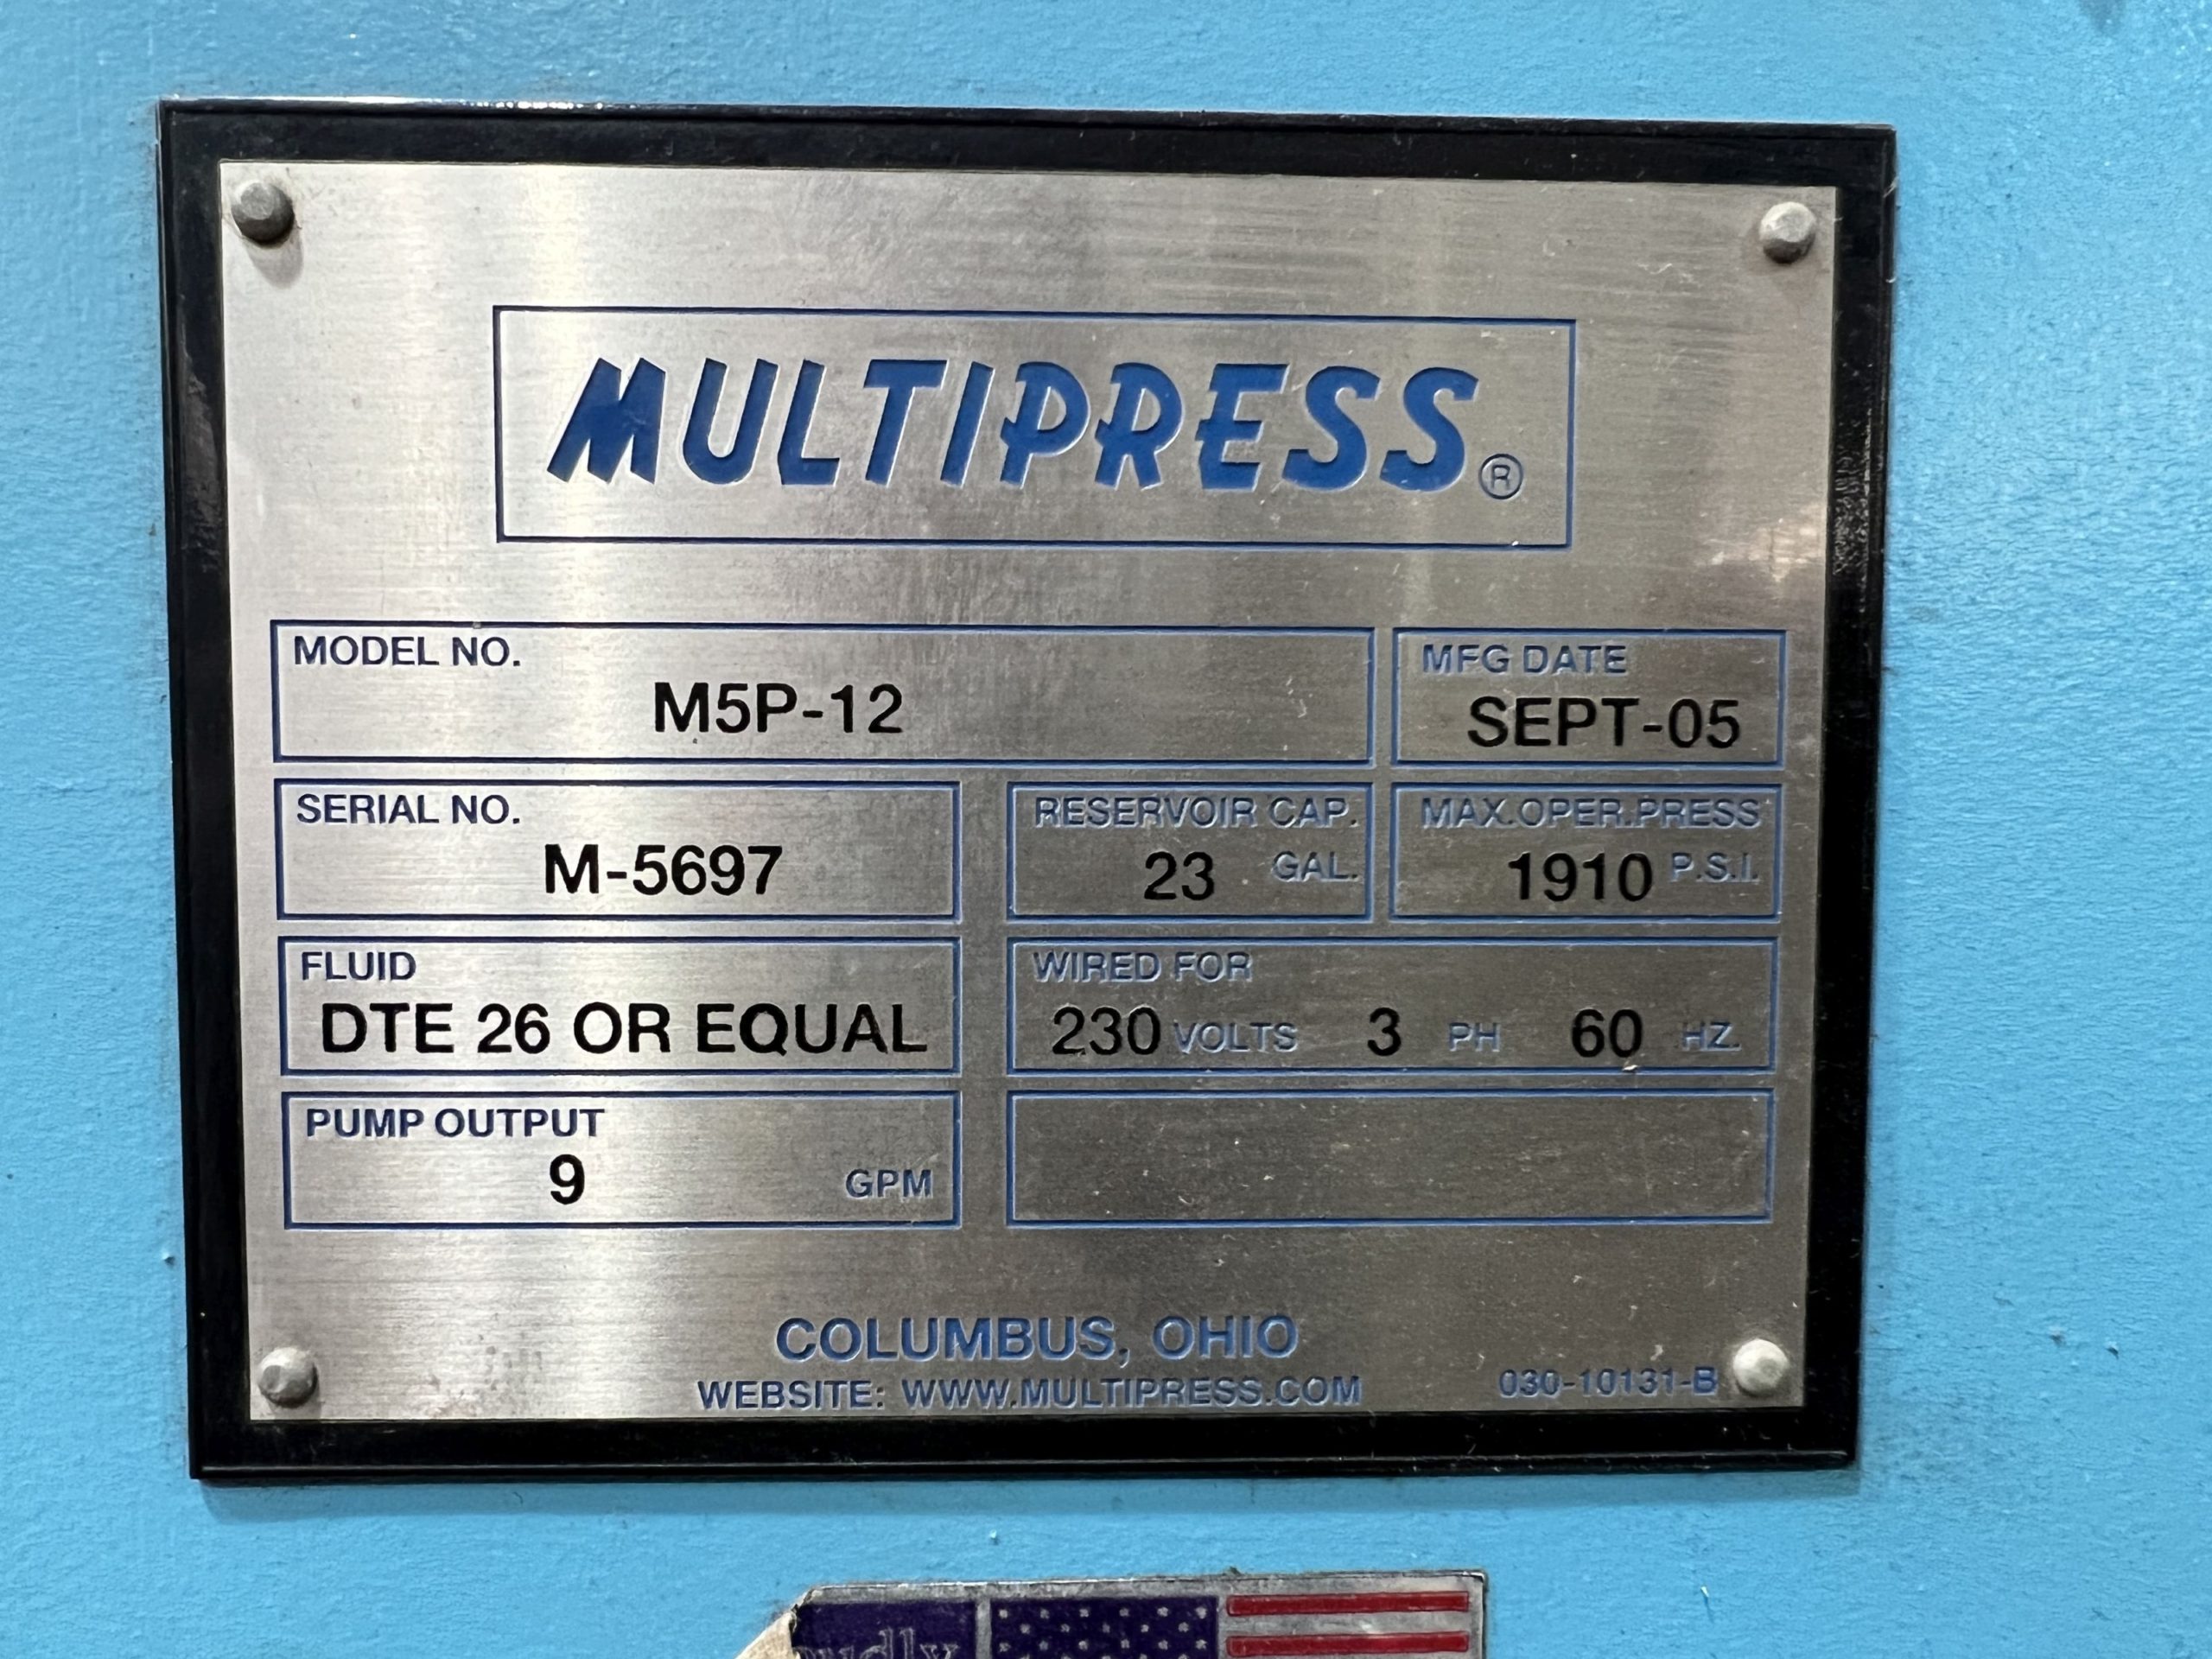 MULTIPRESS®
MODEL NO.
M5P-12
MFG DATE
SEPT-05
SERIAL NO.
M-5697
RESERVOIR CAP.
23 GAL.
MAX.OPER.PRESS
1910 P.S.I.
FLUID
DTE 26 OR EQUAL
WIRED FOR
230 VOLTS 3 PH 60 HZ.
PUMP OUTPUT
9 GPM
COLUMBUS, OHIO
WEBSITE: WWW.MULTIPRESS.COM
030-10131-B